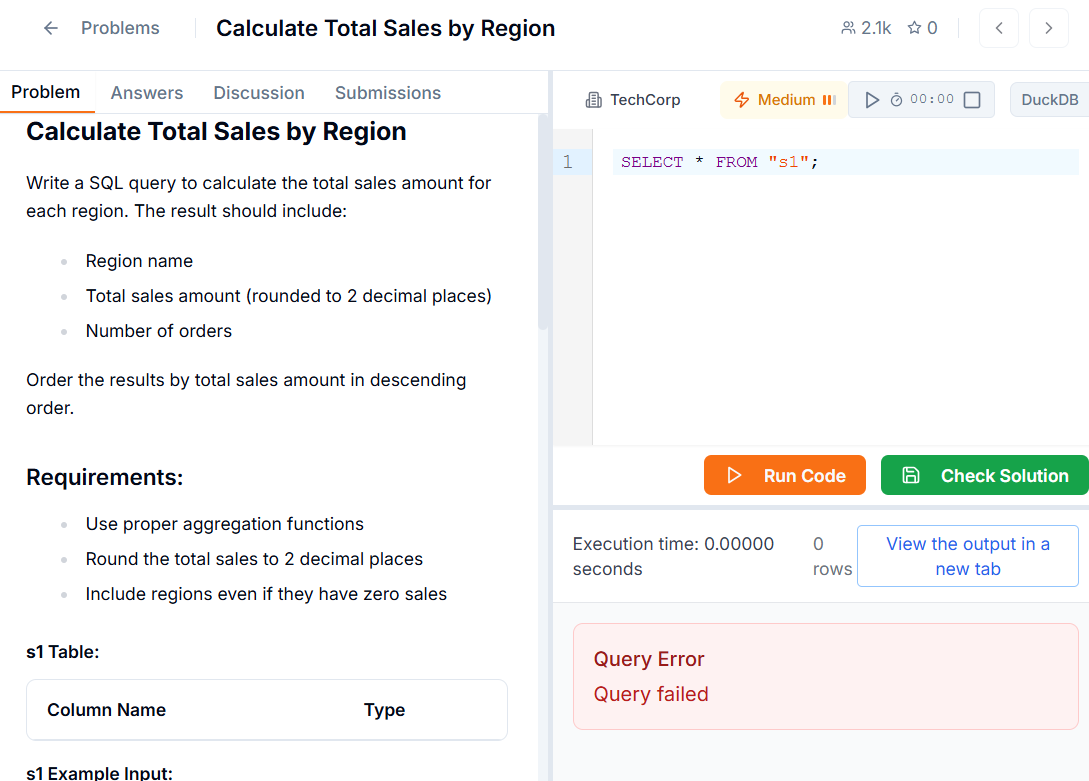 Problems
Calculate Total Sales by Region
2.1k
0
Problem
Answers
Discussion
Submissions
Calculate Total Sales by Region
Write a SQL query to calculate the total sales amount for
each region. The result should include:
Region name
Total sales amount (rounded to 2 decimal places)
Number of orders
Order the results by total sales amount in descending
order.
Requirements:
Use proper aggregation functions
Round the total sales to 2 decimal places
Include regions even if they have zero sales
s1 Table:
Column Name Type
s1 Example Input:
TechCorp
Medium
00:00
DuckDB
1 SELECT * FROM "s1";
Run Code
Check Solution
Execution time: 0.00000
seconds
0
rows
View the output in a
new tab
Query Error
Query failed